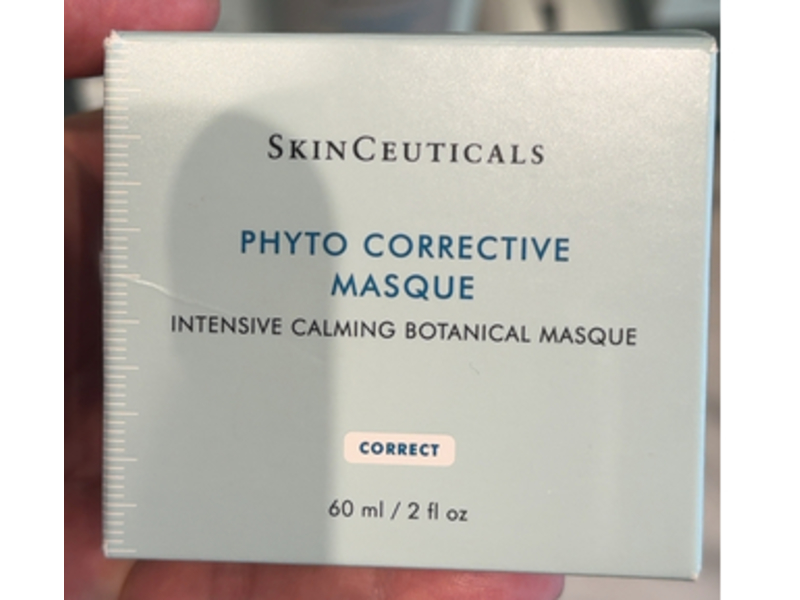 SKINCEUTICALS
PHYTO CORRECTIVE
MASQUE
INTENSIVE CALMING BOTANICAL MASQUE
CORRECT
60 ml / 2 fl oz